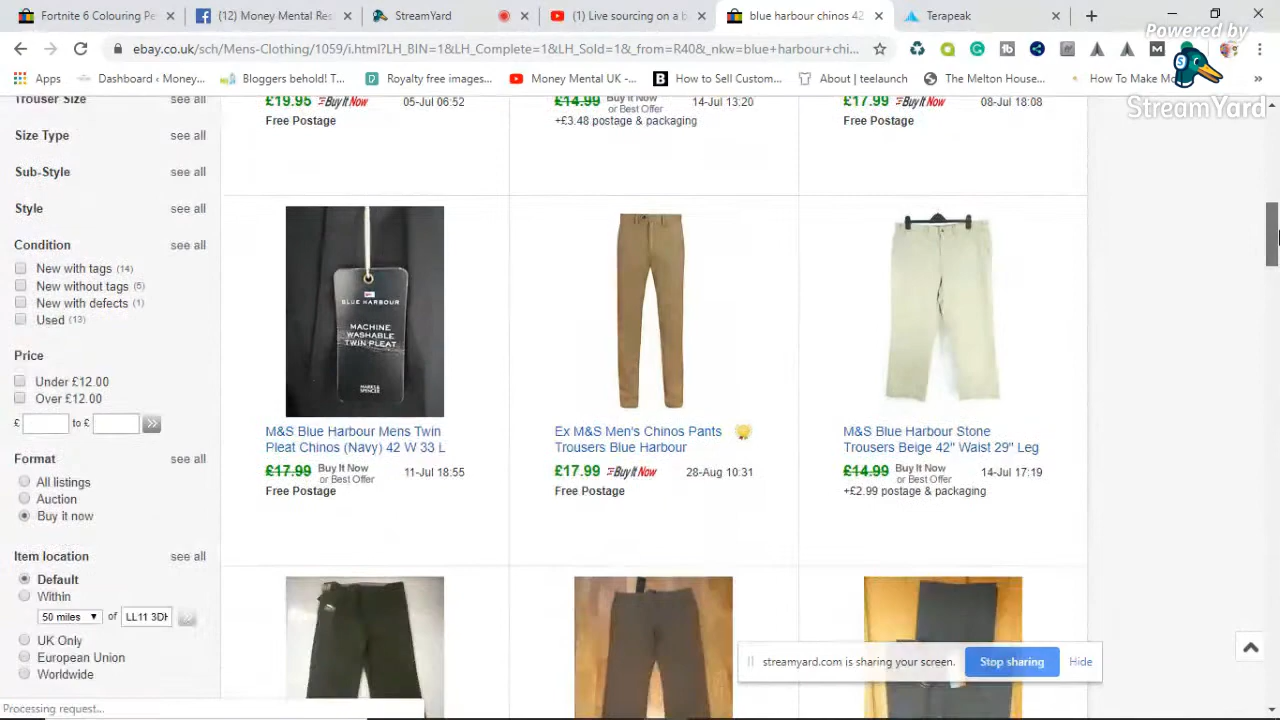 Fortnite 6 Colouring Pe
(12) Money Mental Res
StreamYard
(1) Live sourcing on a b
blue harbour chinos 42
Terapeak
ebay.co.uk/sch/Mens-Clothing/1059/i.html?LH_BIN=1&LH_Complete=1&LH_Sold=1&_from=R40&_nkw=blue+harbour+chi...
Powered by
StreamYard
Apps
Dashboard ‹ Money...
Bloggers behold! T...
Royalty free images...
Money Mental UK -...
How to Sell Custom...
About | teelaunch
The Melton House...
How To Make Mo
»
Trouser Size see all
Size Type see all
Sub-Style see all
Style see all
Condition see all
New with tags (14)
New without tags (5)
New with defects (1)
Used (13)
Price
Under £12.00
Over £12.00
£ to £ »
Format see all
All listings
Auction
Buy it now
Item location see all
Default
Within
50 miles of LL11 3DH
UK Only
European Union
Worldwide
£19.95 Buy It Now 05-Jul 06:52
Free Postage
£14.99 Buy It Now or Best Offer 14-Jul 13:20
+£3.48 postage & packaging
£17.99 Buy It Now 08-Jul 18:08
Free Postage
BLUE HARBOUR
MACHINE
WASHABLE
TWIN PLEAT
MARKS &
SPENCER
M&S Blue Harbour Mens Twin
Pleat Chinos (Navy) 42 W 33 L
£17.99 Buy It Now or Best Offer 11-Jul 18:55
Free Postage
Ex M&S Men's Chinos Pants
Trousers Blue Harbour
£17.99 Buy It Now 28-Aug 10:31
Free Postage
M&S Blue Harbour Stone
Trousers Beige 42" Waist 29" Leg
£14.99 Buy It Now or Best Offer 14-Jul 17:19
+£2.99 postage & packaging
streamyard.com is sharing your screen.
Stop sharing
Hide
Processing request...